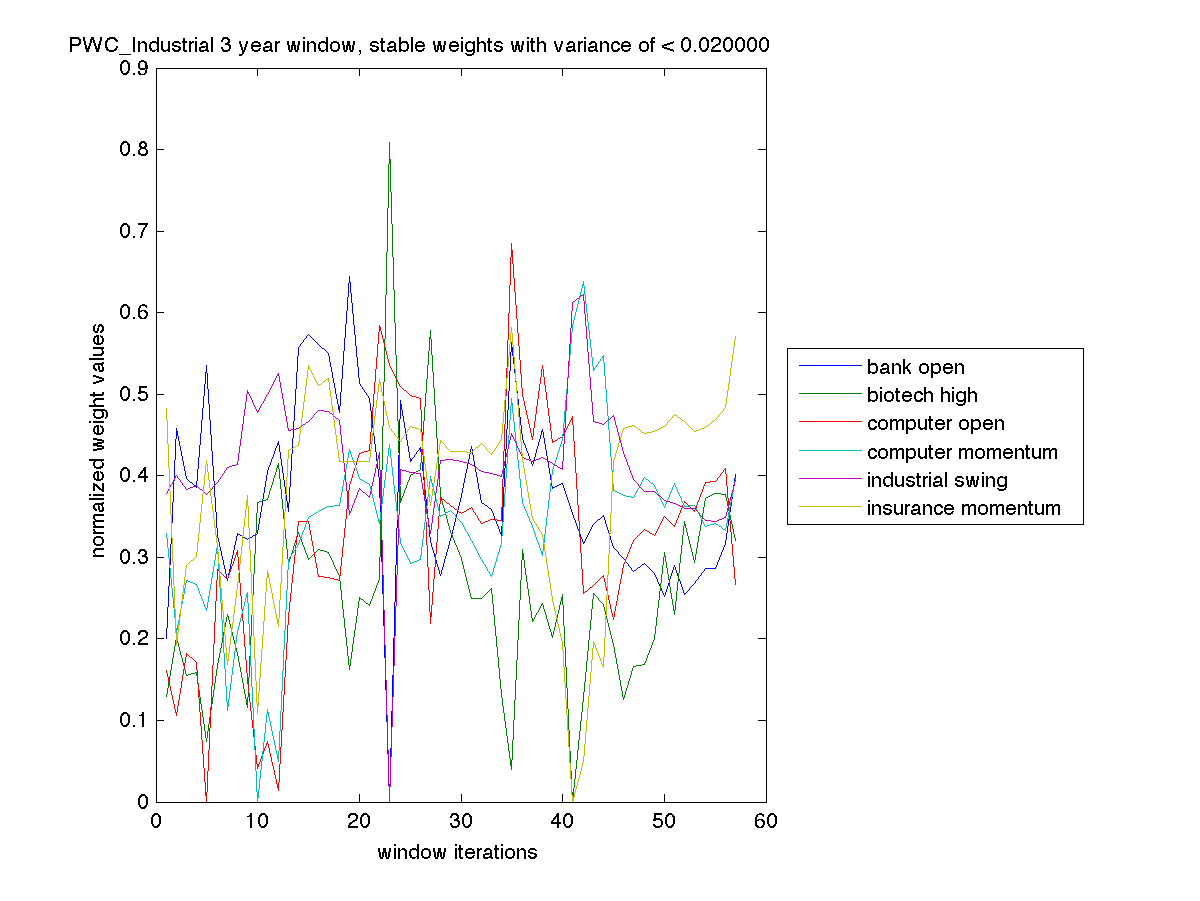 PWC_Industrial 3 year window, stable weights with variance of < 0.020000
0.9
0.8
0.7
0.6
0.5
0.4
0.3
0.2
0.1
0
normalized weight values
0
10
20
30
40
50
60
window iterations
bank open
biotech high
computer open
computer momentum
industrial swing
insurance momentum